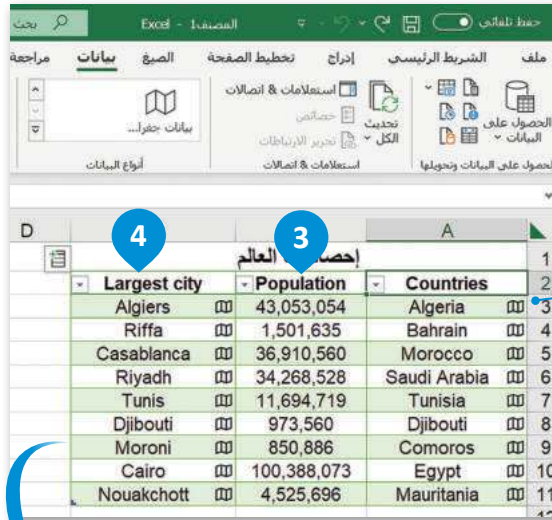 حفظ تلقائي المصنف1 - Excel بحث
ملف الشريط الرئيسي إدراج تخطيط الصفحة الصيغ بيانات مراجعة
الحصول على البيانات
تحديث الكل
استعلامات & اتصالات
خصائص
تحرير الارتباطات
بيانات جغرا...
الحصول على البيانات وتحويلها استعلامات & اتصالات أنواع البيانات
A D
3 4
1 العالم
2 Countries Population Largest city
3 Algeria 43,053,054 Algiers
4 Bahrain 1,501,635 Riffa
5 Morocco 36,910,560 Casablanca
6 Saudi Arabia 34,268,528 Riyadh
7 Tunisia 11,694,719 Tunis
8 Djibouti 973,560 Djibouti
9 Comoros 850,886 Moroni
10 Egypt 100,388,073 Cairo
11 Mauritania 4,525,696 Nouakchott